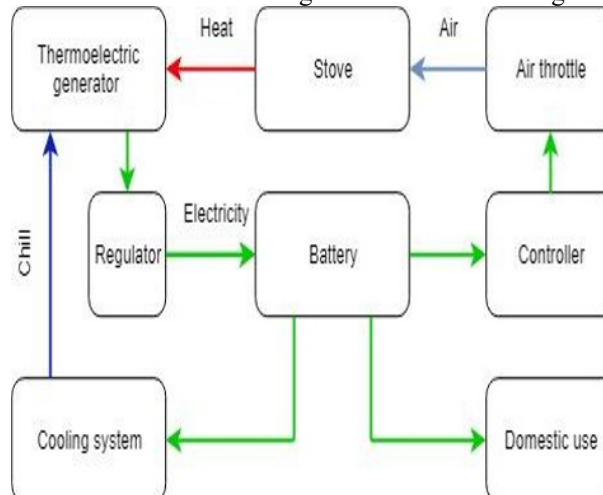 Heat
Air
Thermoelectric
generator
Stove
Air throttle
Electricity
Regulator
Battery
Controller
Chill
Cooling system
Domestic use